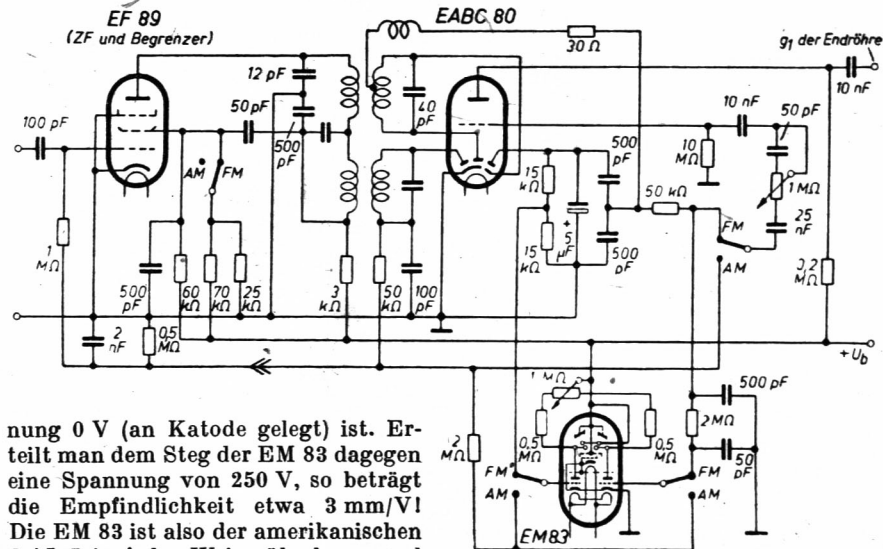 EF 89
(ZF und Begrenzer)
EABC 80
30 Ω
g1 der Endröhre
10 nF
12 pF
50 pF
40
pF
500
pF
100 pF
AM
FM
10 nF
50 pF
500
pF
10
MΩ
15
kΩ
50 kΩ
1 MΩ
25
nF
FM
AM
1
MΩ
15
kΩ
5
µF
+
500
pF
0,2
MΩ
500
pF
60
kΩ
70
kΩ
25
kΩ
3
kΩ
50
kΩ
100
pF
2
nF
0,5
MΩ
+Ub
1 MΩ
500 pF
2 MΩ
0,5
MΩ
0,5
MΩ
50
pF
2
MΩ
FM
AM
FM
AM
EM 83
nung 0 V (an Katode gelegt) ist. Er-
teilt man dem Steg der EM 83 dagegen
eine Spannung von 250 V, so beträgt
die Empfindlichkeit etwa 3 mm/V!
Die EM 83 ist also der amerikanischen